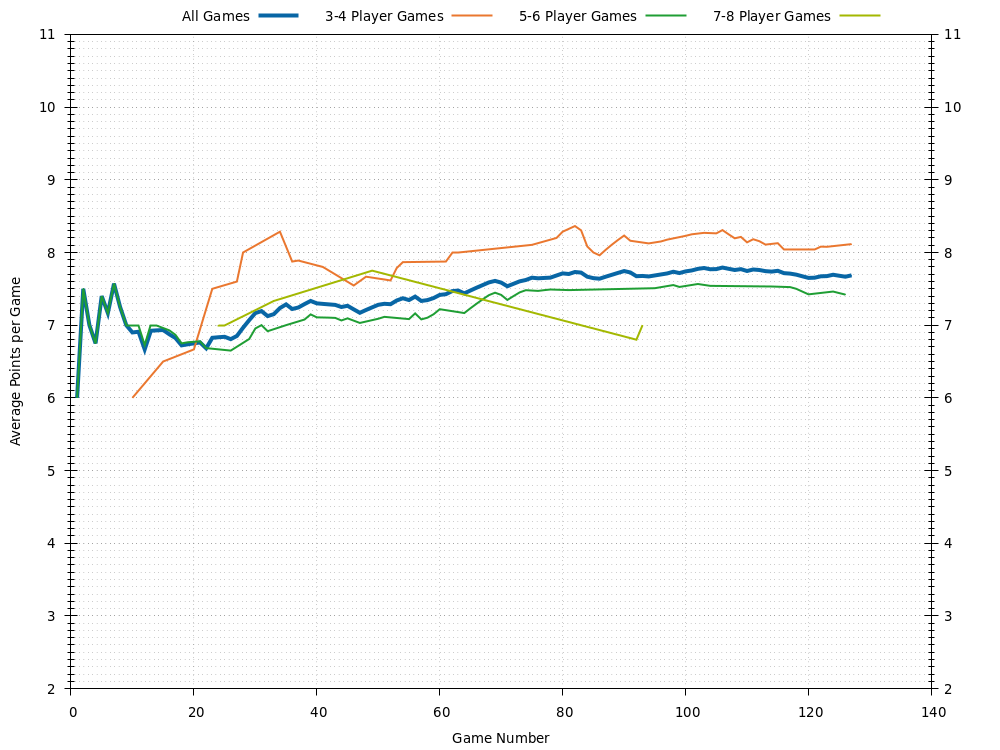 All Games 3-4 Player Games 5-6 Player Games 7-8 Player Games
11 11
10 10
9 9
8 8
7 7
6 6
5 5
4 4
3 3
2 2
Average Points per Game
0 20 40 60 80 100 120 140
Game Number